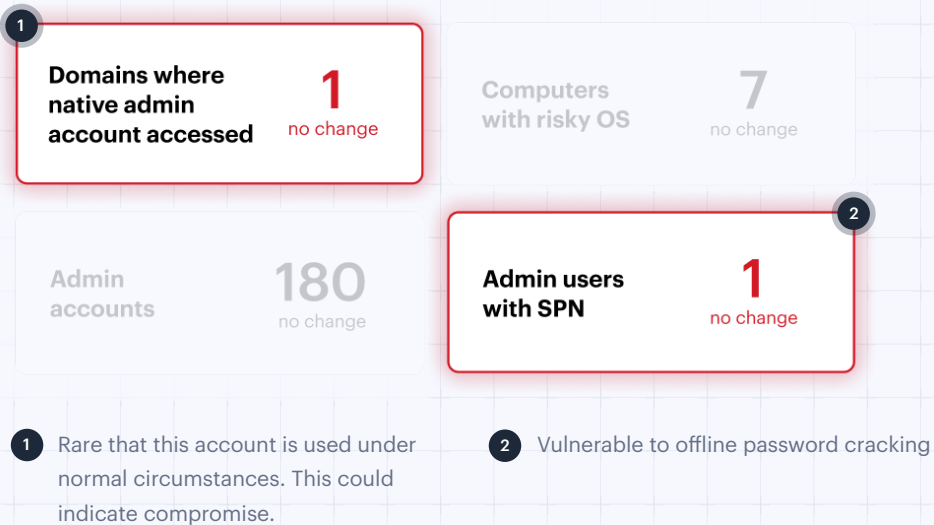 1
Domains where
native admin
account accessed
1
no change
Computers
with risky OS
7
no change
Admin
accounts
180
no change
2
Admin users
with SPN
1
no change
1 Rare that this account is used under
normal circumstances. This could
indicate compromise.
2 Vulnerable to offline password cracking